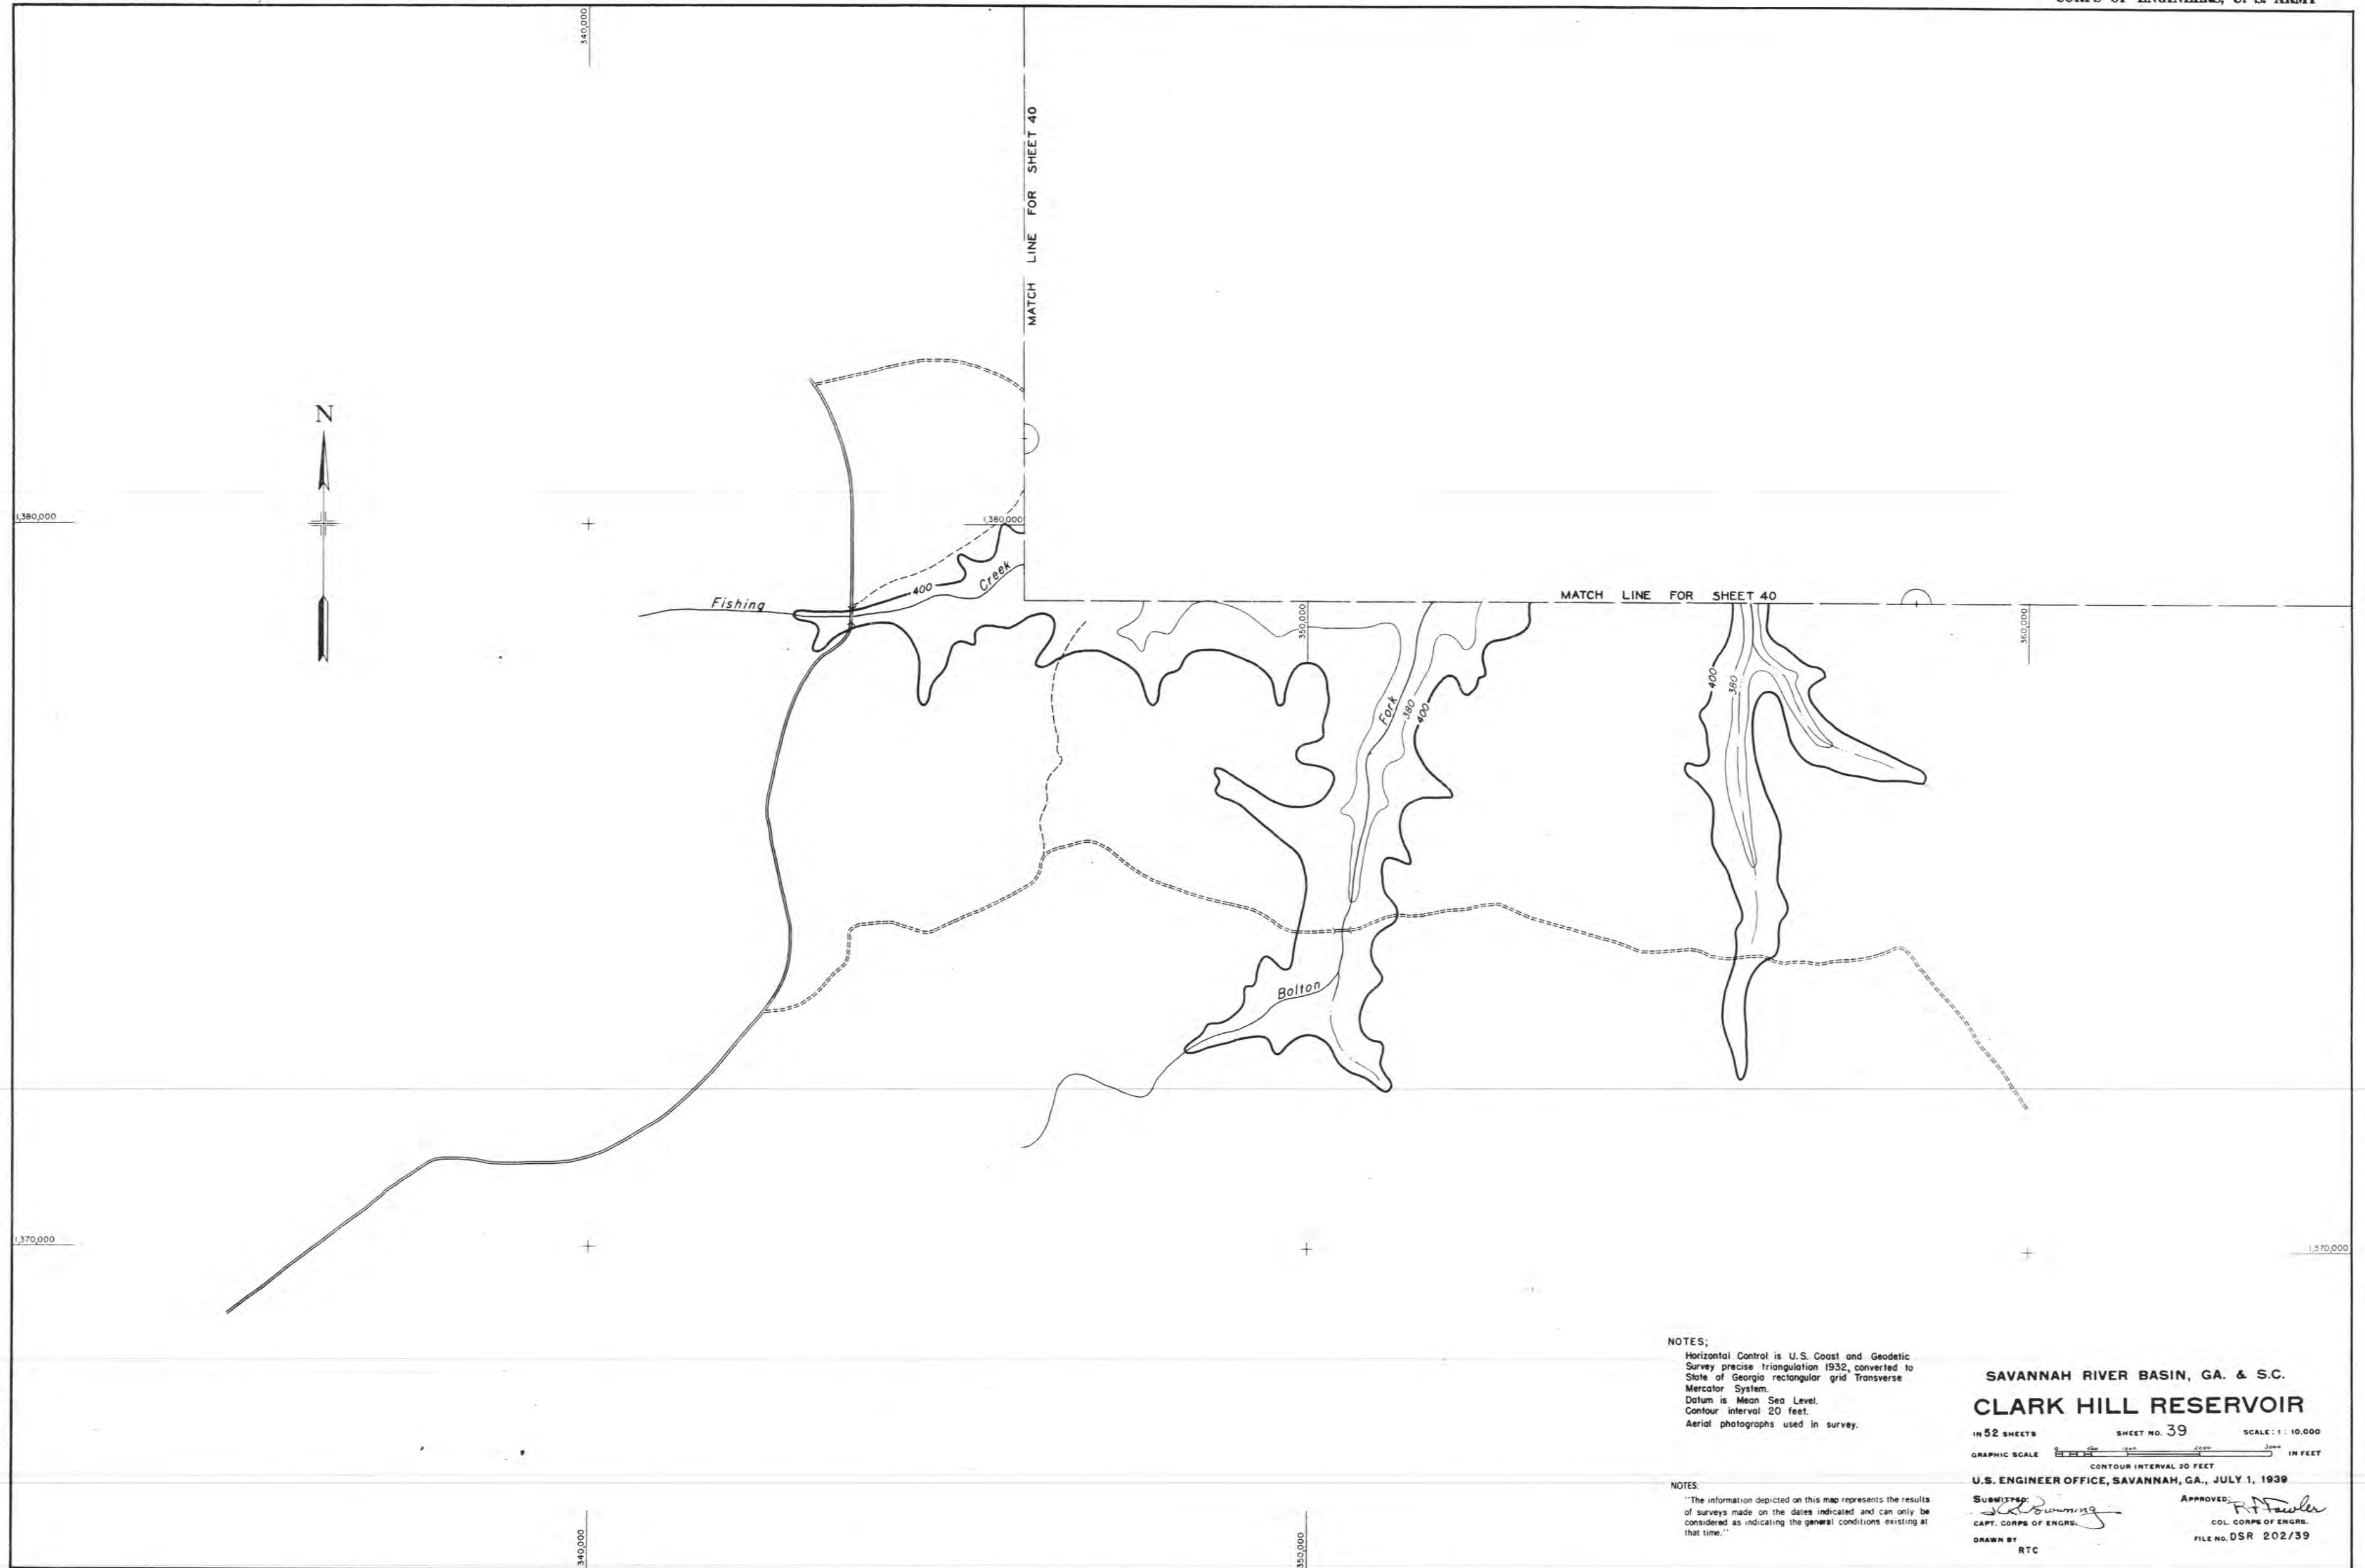 CORPS OF ENGINEERS, U. S. ARMY
340,000
MATCH LINE FOR SHEET 40
N
1,380,000
1,380,000
400
Creek
Fishing
MATCH LINE FOR SHEET 40
350,000
360,000
400
380
Fork
380
400
Bolton
1,370,000
1,370,000
NOTES;
Horizontal Control is U.S. Coast and Geodetic
Survey precise triangulation 1932, converted to
State of Georgia rectangular grid Transverse
Mercator System.
Datum is Mean Sea Level.
Contour interval 20 feet.
Aerial photographs used in survey.
SAVANNAH RIVER BASIN, GA. & S.C.
CLARK HILL RESERVOIR
IN 52 SHEETS SHEET NO. 39 SCALE: 1 : 10,000
0 500 1000 2000 3000
GRAPHIC SCALE IN FEET
CONTOUR INTERVAL 20 FEET
U.S. ENGINEER OFFICE, SAVANNAH, GA., JULY 1, 1939
NOTES:
"The information depicted on this map represents the results
of surveys made on the dates indicated and can only be
considered as indicating the general conditions existing at
that time."
SUBMITTED: APPROVED:
Browning R F Fowler
CAPT. CORPS OF ENGRS. COL. CORPS OF ENGRS.
DRAWN BY FILE NO. DSR 202/39
RTC
340,000
350,000